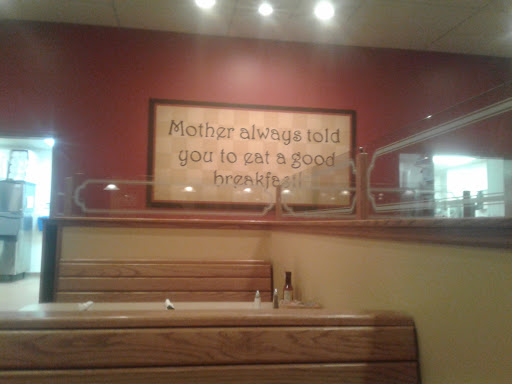 Mother always told
you to eat a good
breakfast!